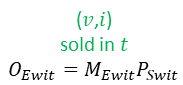 (v,i)
sold in t
O_{Ewit} = M_{Ewit}P_{Swit}